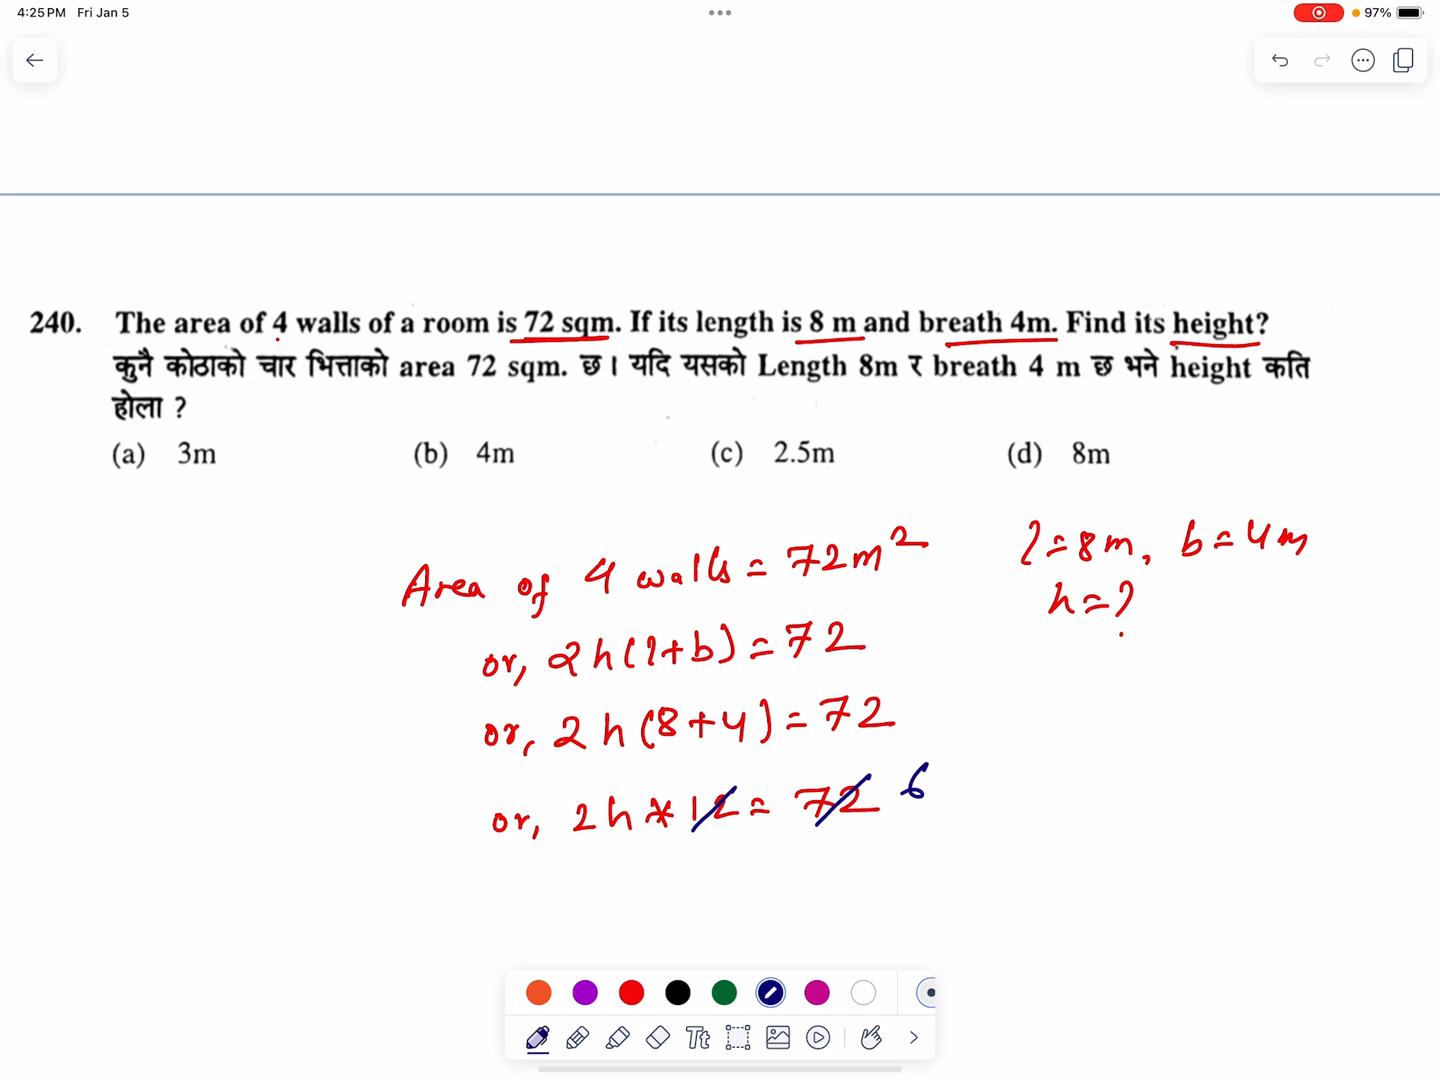 4:25 PM Fri Jan 5
97%
240. The area of 4 walls of a room is 72 sqm. If its length is 8 m and breath 4m. Find its height?
कुनै कोठाको चार भित्ताको area 72 sqm. छ। यदि यसको Length 8m र breath 4 m छ भने height कति
होला ?
(a) 3m (b) 4m (c) 2.5m (d) 8m
Area of 4 walls = 72m²
l=8m, b=4m
h=?
or, 2h(l+b)=72
or, 2h(8+4)=72
or, 2h*12=72 6
Tt